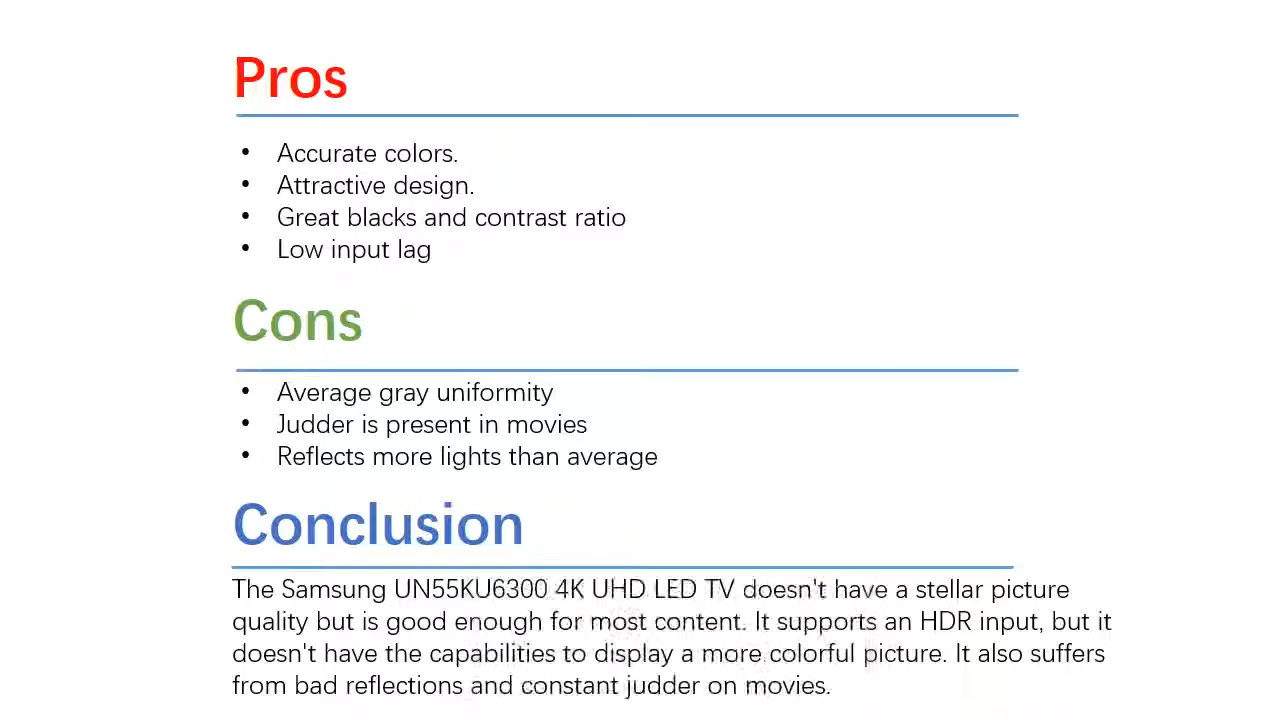 Pros
• Accurate colors.
• Attractive design.
• Great blacks and contrast ratio
• Low input lag
Cons
• Average gray uniformity
• Judder is present in movies
• Reflects more lights than average
Conclusion
The Samsung UN55KU6300 4K UHD LED TV doesn't have a stellar picture
quality but is good enough for most content. It supports an HDR input, but it
doesn't have the capabilities to display a more colorful picture. It also suffers
from bad reflections and constant judder on movies.